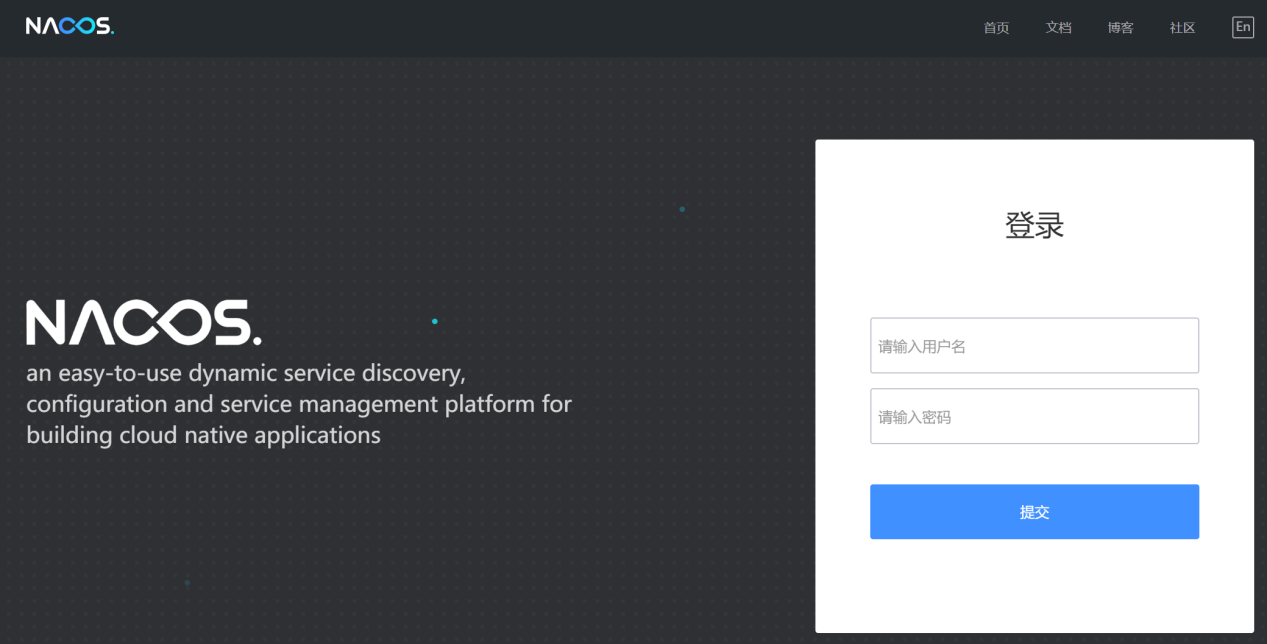 NACOS.
首页 文档 博客 社区 En
登录
NACOS.
an easy-to-use dynamic service discovery,
configuration and service management platform for
building cloud native applications
请输入用户名
请输入密码
提交